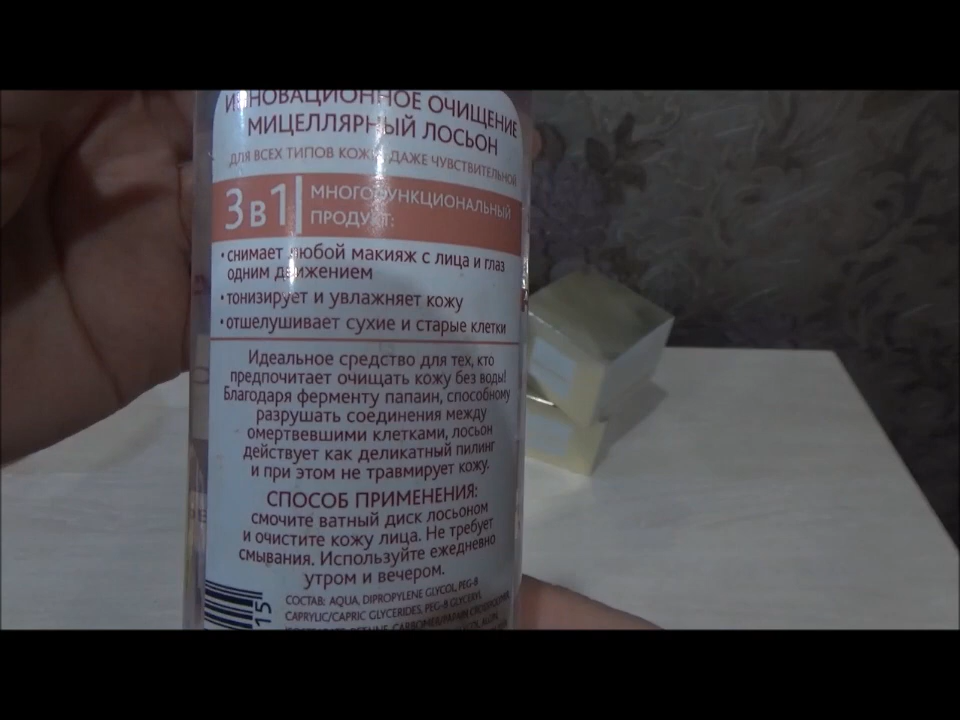 ИННОВАЦИОННОЕ ОЧИЩЕНИЕ
МИЦЕЛЛЯРНЫЙ ЛОСЬОН
ДЛЯ ВСЕХ ТИПОВ КОЖИ, ДАЖЕ ЧУВСТВИТЕЛЬНОЙ
3 в 1
МНОГОФУНКЦИОНАЛЬНЫЙ
ПРОДУКТ:
• снимает любой макияж с лица и глаз
одним движением
• тонизирует и увлажняет кожу
• отшелушивает сухие и старые клетки
Идеальное средство для тех, кто
предпочитает очищать кожу без воды!
Благодаря ферменту папаин, способному
разрушать соединения между
омертвевшими клетками, лосьон
действует как деликатный пилинг
и при этом не травмирует кожу.
СПОСОБ ПРИМЕНЕНИЯ:
смочите ватный диск лосьоном
и очистите кожу лица. Не требует
смывания. Используйте ежедневно
утром и вечером.
СОСТАВ: AQUA, DIPROPYLENE GLYCOL, PEG-8
CAPRYLIC/CAPRIC GLYCERIDES, PEG-8 GLYCERYL
15